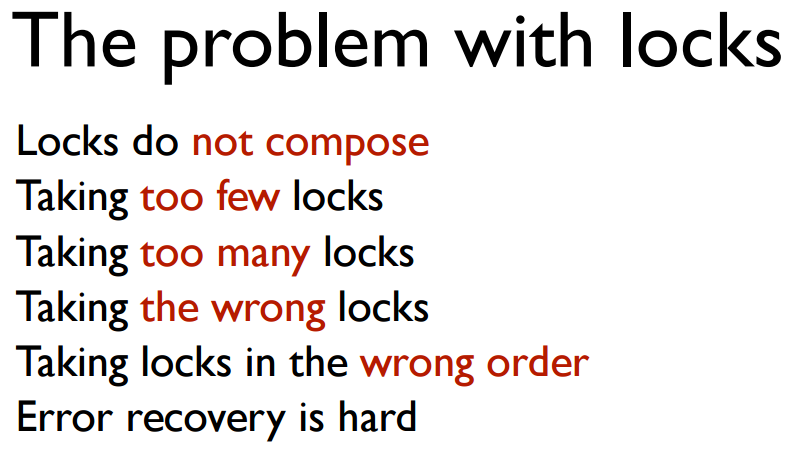 The problem with locks
Locks do not compose
Taking too few locks
Taking too many locks
Taking the wrong locks
Taking locks in the wrong order
Error recovery is hard